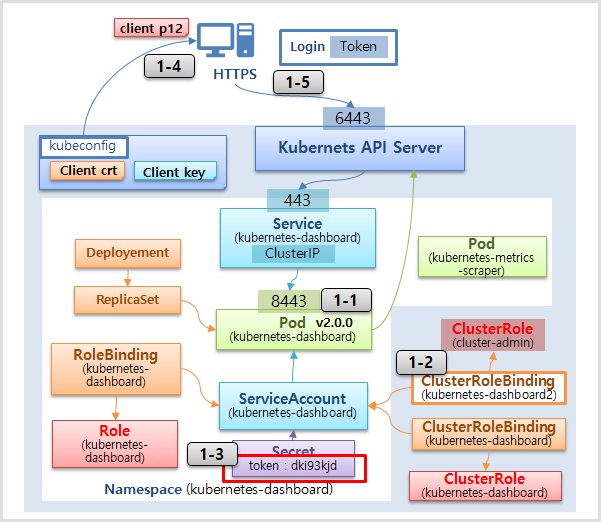 client p12
1-4
HTTPS
Login Token
1-5
6443
kubeconfig
Client crt
Client key
Kubernets API Server
443
Service
(kubernetes-dashboard)
ClusterIP
Pod
(kubernetes-metrics
-scraper)
Deployement
ReplicaSet
8443
1-1
Pod v2.0.0
(kubernetes-dashboard)
ClusterRole
(cluster-admin)
1-2
RoleBinding
(kubernetes-
dashboard)
ClusterRoleBinding
(kubernetes-dashboard2)
ServiceAccount
(kubernetes-dashboard)
Role
(kubernetes-
dashboard)
ClusterRoleBinding
(kubernetes-dashboard)
1-3
Secret
token : dki93kjd
ClusterRole
(kubernetes-dashboard)
Namespace (kubernetes-dashboard)